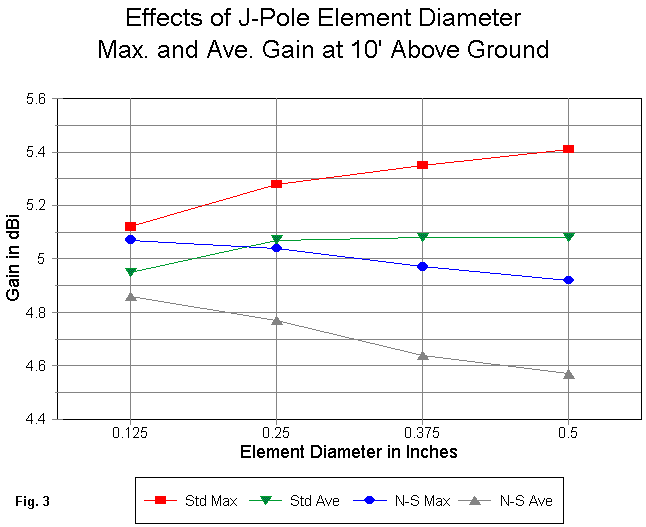 Effects of J-Pole Element Diameter
Max. and Ave. Gain at 10' Above Ground
Gain in dBi
5.6
5.4
5.2
5
4.8
4.6
4.4
0.125 0.25 0.375 0.5
Element Diameter in Inches
Fig. 3
Std Max Std Ave N-S Max N-S Ave